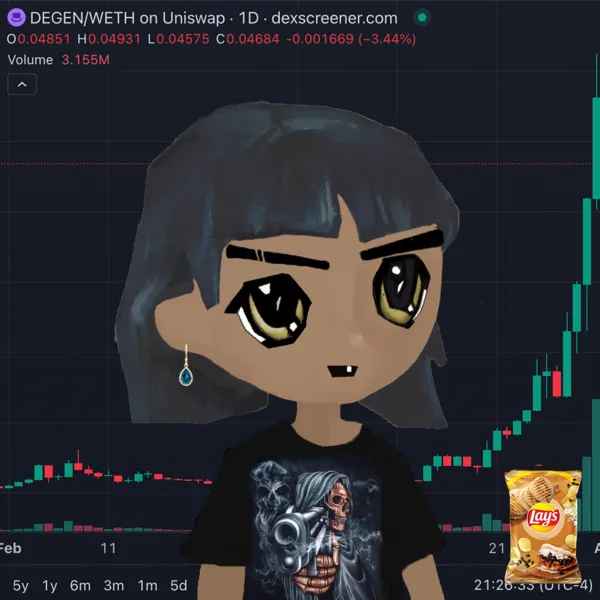 DEGEN/WETH on Uniswap · 1D · dexscreener.com
O0.04851 H0.04931 L0.04575 C0.04684 -0.001669 (−3.44%)
Volume 3.155M
Lay's
Feb 11 21 A
5y 1y 6m 3m 1m 5d 21:26:33 (UTC-4)